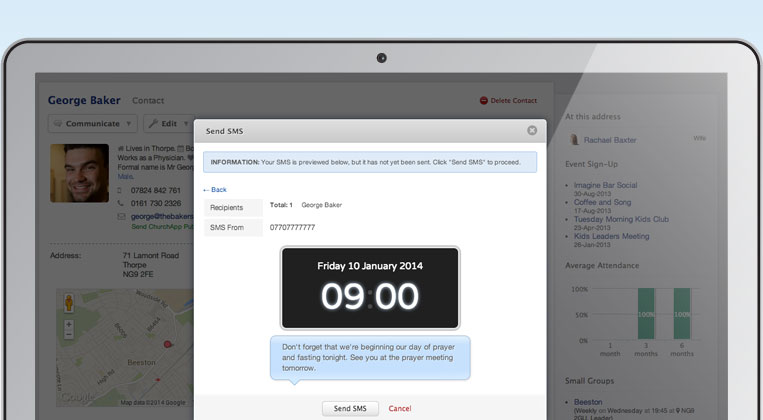 George Baker Contact
Delete Contact
Communicate
Edit
Lives in Thorpe.
Works as a Physician.
Formal name is Mr Geor
Male.
07824 842 761
0161 730 2326
george@thebakers
Send ChurchApp Pub
Address:
71 Lamont Road
Thorpe
NG9 2FE
Beeston
Google
Map data ©2014 Google
Send SMS
INFORMATION: Your SMS is previewed below, but it has not yet been sent. Click "Send SMS" to proceed.
← Back
Recipients
Total: 1 George Baker
SMS From
07707777777
Friday 10 January 2014
09:00
Don't forget that we're beginning our day of prayer
and fasting tonight. See you at the prayer meeting
tomorrow.
Send SMS
Cancel
At this address
Rachael Baxter
Wife
Event Sign-Up
Imagine Bar Social
30-Aug-2013
Coffee and Song
17-Aug-2013
Tuesday Morning Kids Club
23-Apr-2013
Kids Leaders Meeting
28-Jan-2013
Average Attendance
100%
50%
0%
100%
100%
1
month
3
months
6
months
Small Groups
Beeston
(Weekly on Wednesday at 19:45 @ NG9
2GU. Leader)